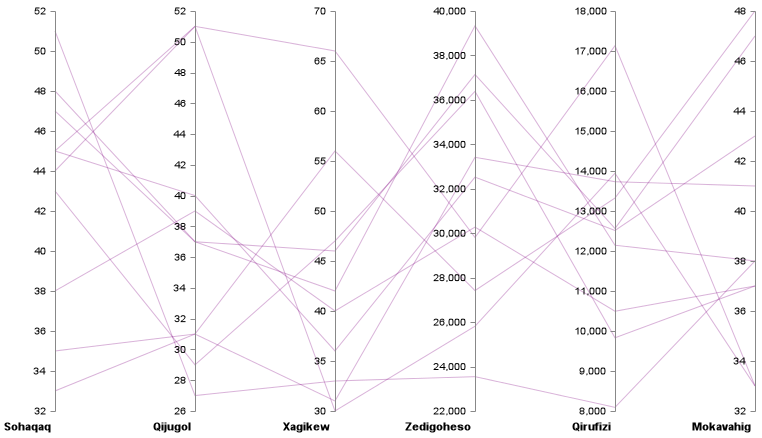 52 52 70 40,000 18,000 48
50 50 65 38,000 17,000 46
48 48 60 36,000 16,000 44
46 46 55 34,000 15,000 42
44 44 50 32,000 14,000 40
42 42 45 30,000 13,000 38
40 40 40 28,000 12,000 36
38 38 35 26,000 11,000 34
36 36 30 24,000 10,000 32
34 34 22,000 9,000
32 32 8,000
30
28
26
Sohaqaq Qijugol Xagikew Zedigoheso Qirufizi Mokavahig